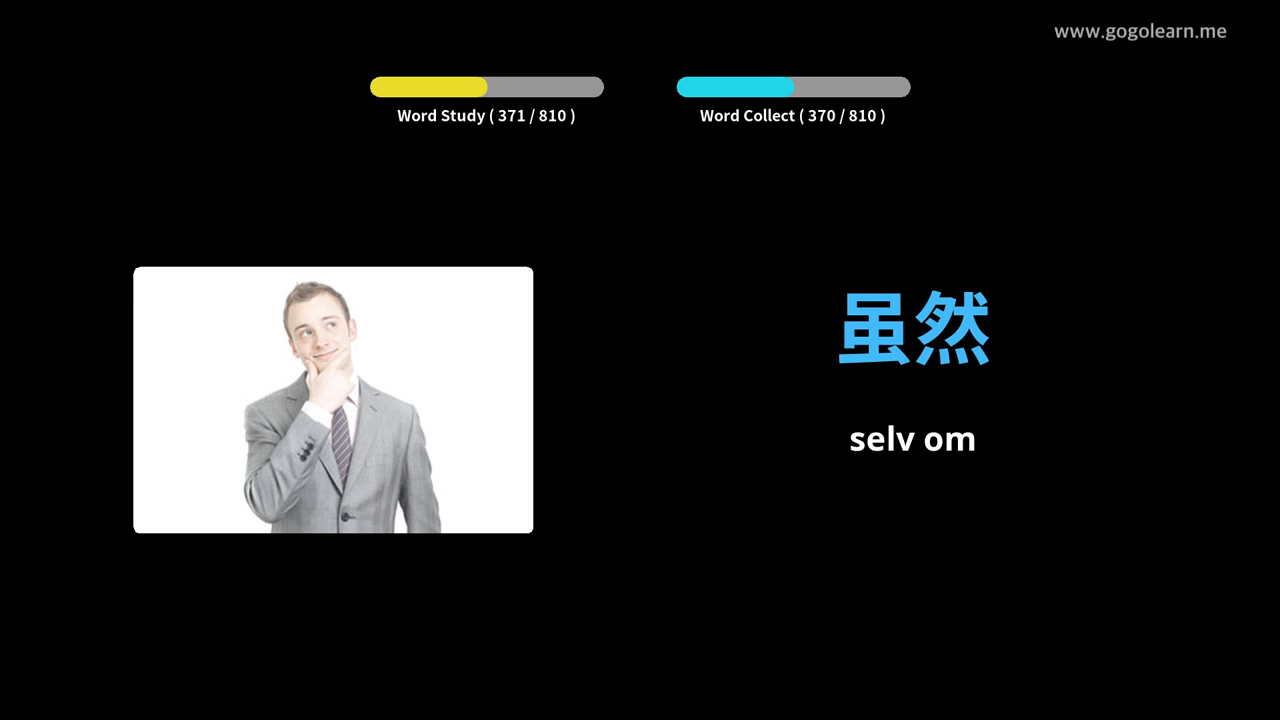 www.gogolearn.me
Word Study ( 371 / 810 )
Word Collect ( 370 / 810 )
虽然
selv om